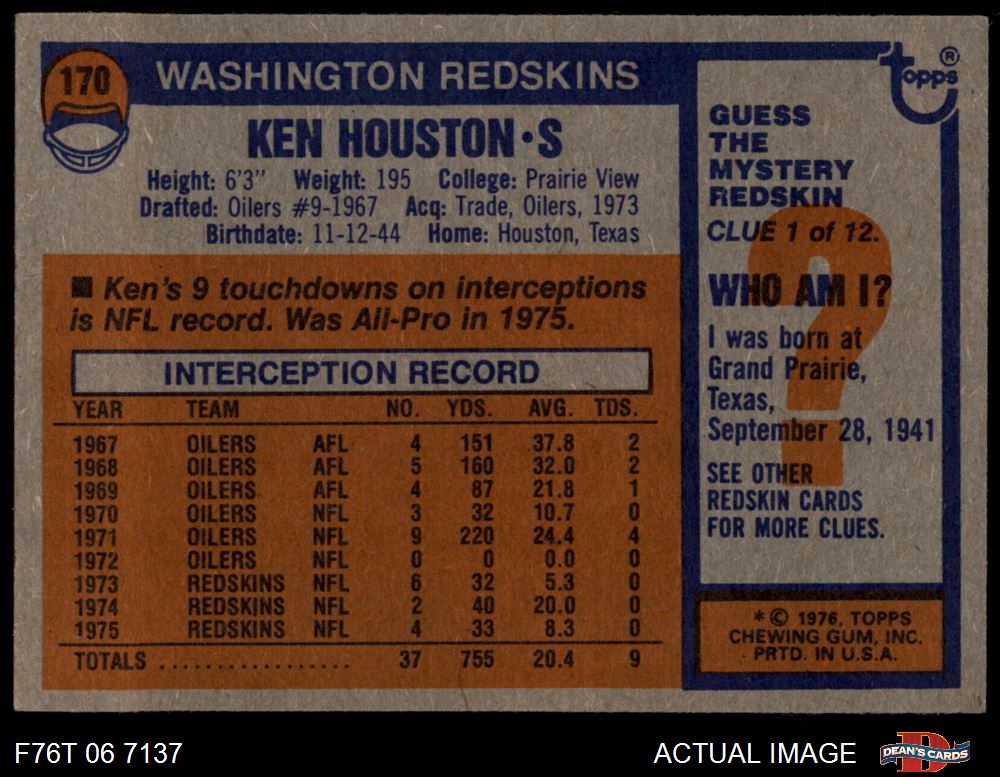 170
WASHINGTON REDSKINS
KEN HOUSTON • S
Height: 6'3" Weight: 195 College: Prairie View
Drafted: Oilers #9-1967 Acq: Trade, Oilers, 1973
Birthdate: 11-12-44 Home: Houston, Texas
■ Ken's 9 touchdowns on interceptions
is NFL record. Was All-Pro in 1975.
INTERCEPTION RECORD
YEAR TEAM NO. YDS. AVG. TDS.
1967 OILERS AFL 4 151 37.8 2
1968 OILERS AFL 5 160 32.0 2
1969 OILERS AFL 4 87 21.8 1
1970 OILERS NFL 3 32 10.7 0
1971 OILERS NFL 9 220 24.4 4
1972 OILERS NFL 0 0 0.0 0
1973 REDSKINS NFL 6 32 5.3 0
1974 REDSKINS NFL 2 40 20.0 0
1975 REDSKINS NFL 4 33 8.3 0
TOTALS .................. 37 755 20.4 9
topps ®
GUESS
THE
MYSTERY
REDSKIN
CLUE 1 of 12.
?
WHO AM I?
I was born at
Grand Prairie,
Texas,
September 28, 1941
SEE OTHER
REDSKIN CARDS
FOR MORE CLUES.
* © 1976, TOPPS
CHEWING GUM, INC.
PRTD. IN U.S.A.
F76T 06 7137
ACTUAL IMAGE
D
DEAN'S CARDS